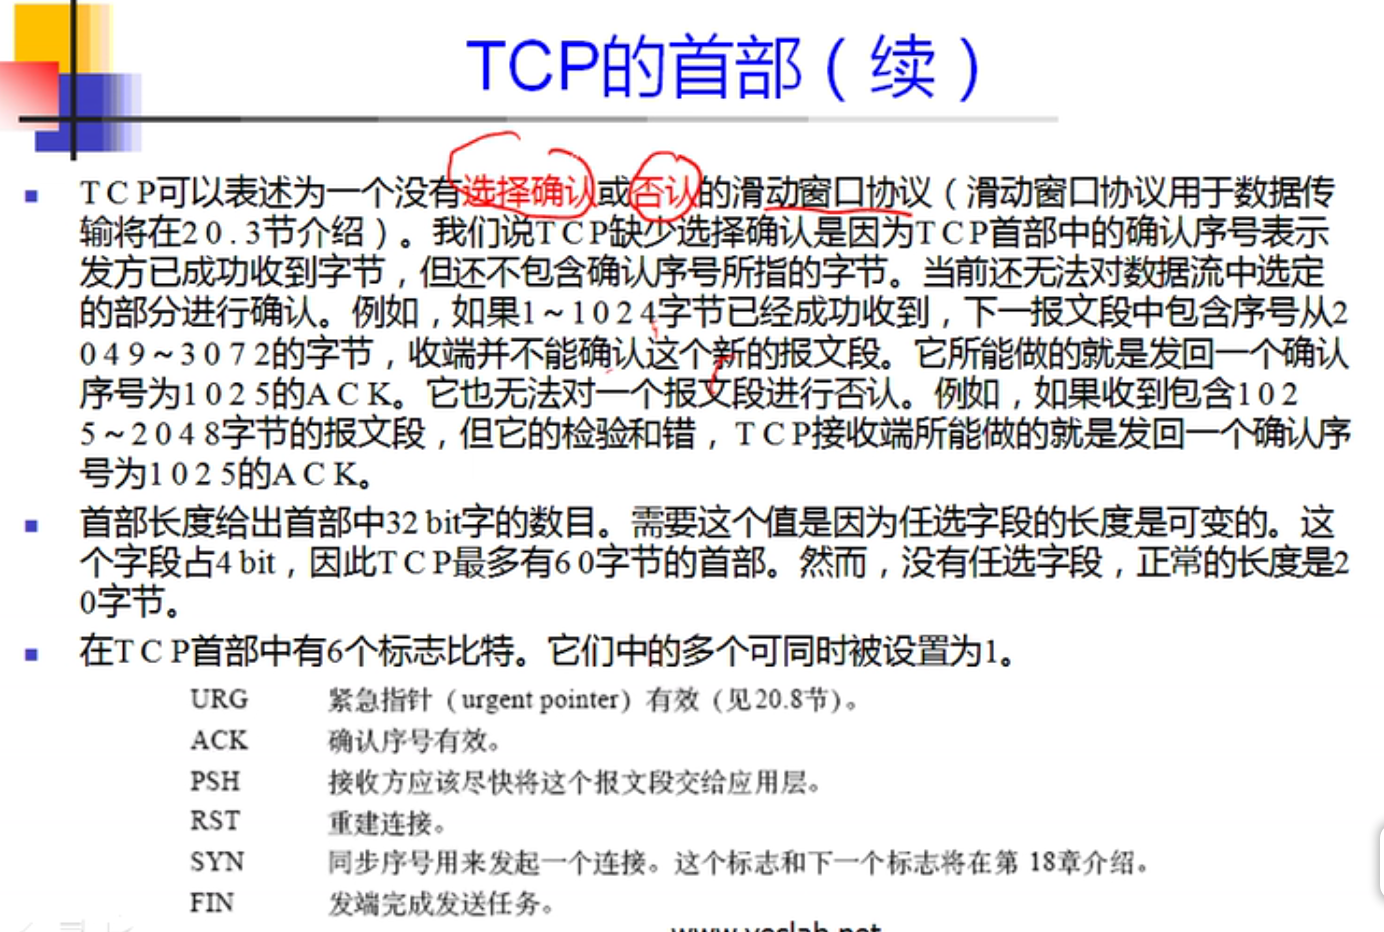 TCP的首部（续）
TCP可以表述为一个没有选择确认或否认的滑动窗口协议（滑动窗口协议用于数据传
输将在20.3节介绍）。我们说TCP缺少选择确认是因为TCP首部中的确认序号表示
发方已成功收到字节，但还不包含确认序号所指的字节。当前还无法对数据流中选定
的部分进行确认。例如，如果1~1024字节已经成功收到，下一报文段中包含序号从2
049~3072的字节，收端并不能确认这个新的报文段。它所能做的就是发回一个确认
序号为1025的ACK。它也无法对一个报文段进行否认。例如，如果收到包含102
5~2048字节的报文段，但它的检验和错，TCP接收端所能做的就是发回一个确认序
号为1025的ACK。
首部长度给出首部中32 bit字的数目。需要这个值是因为任选字段的长度是可变的。这
个字段占4 bit，因此TCP最多有60字节的首部。然而，没有任选字段，正常的长度是2
0字节。
在TCP首部中有6个标志比特。它们中的多个可同时被设置为1。
URG 紧急指针（urgent pointer）有效（见20.8节）。
ACK 确认序号有效。
PSH 接收方应该尽快将这个报文段交给应用层。
RST 重建连接。
SYN 同步序号用来发起一个连接。这个标志和下一个标志将在第 18章介绍。
FIN 发端完成发送任务。